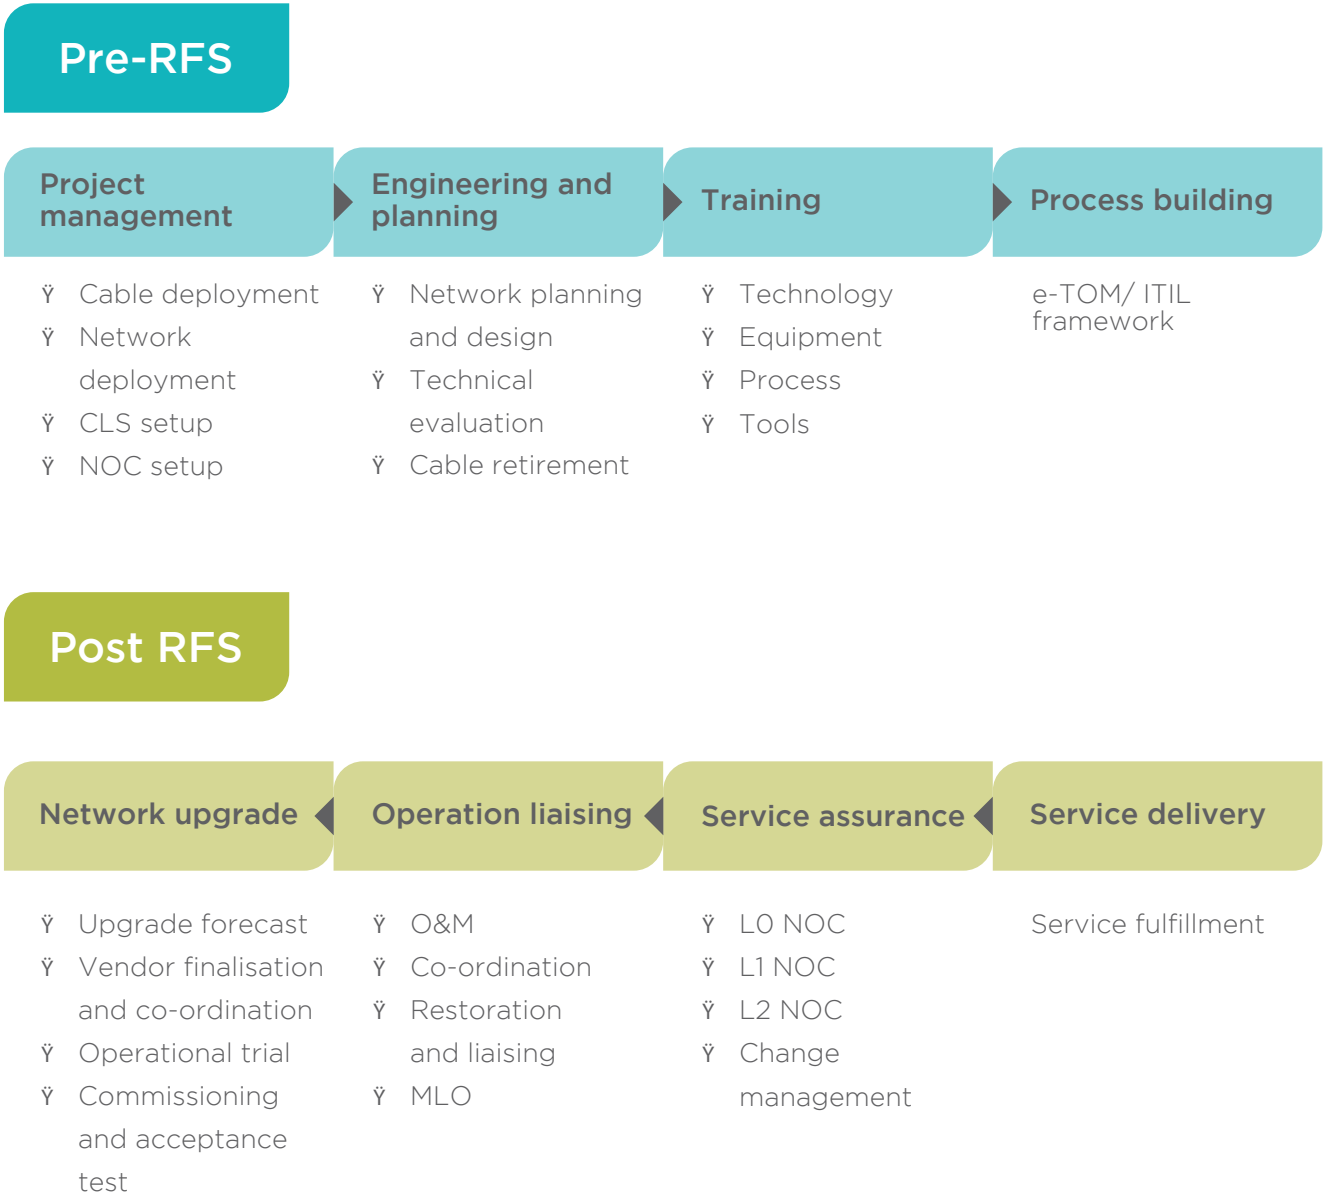 Pre-RFS
Project
management
Engineering and
planning
Training
Process building
Ÿ Cable deployment
Ÿ Network
deployment
Ÿ CLS setup
Ÿ NOC setup
Ÿ Network planning
and design
Ÿ Technical
evaluation
Ÿ Cable retirement
Ÿ Technology
Ÿ Equipment
Ÿ Process
Ÿ Tools
e-TOM/ ITIL
framework
Post RFS
Network upgrade
Operation liaising
Service assurance
Service delivery
Ÿ Upgrade forecast
Ÿ Vendor finalisation
and co-ordination
Ÿ Operational trial
Ÿ Commissioning
and acceptance
test
Ÿ O&M
Ÿ Co-ordination
Ÿ Restoration
and liaising
Ÿ MLO
Ÿ L0 NOC
Ÿ L1 NOC
Ÿ L2 NOC
Ÿ Change
management
Service fulfillment